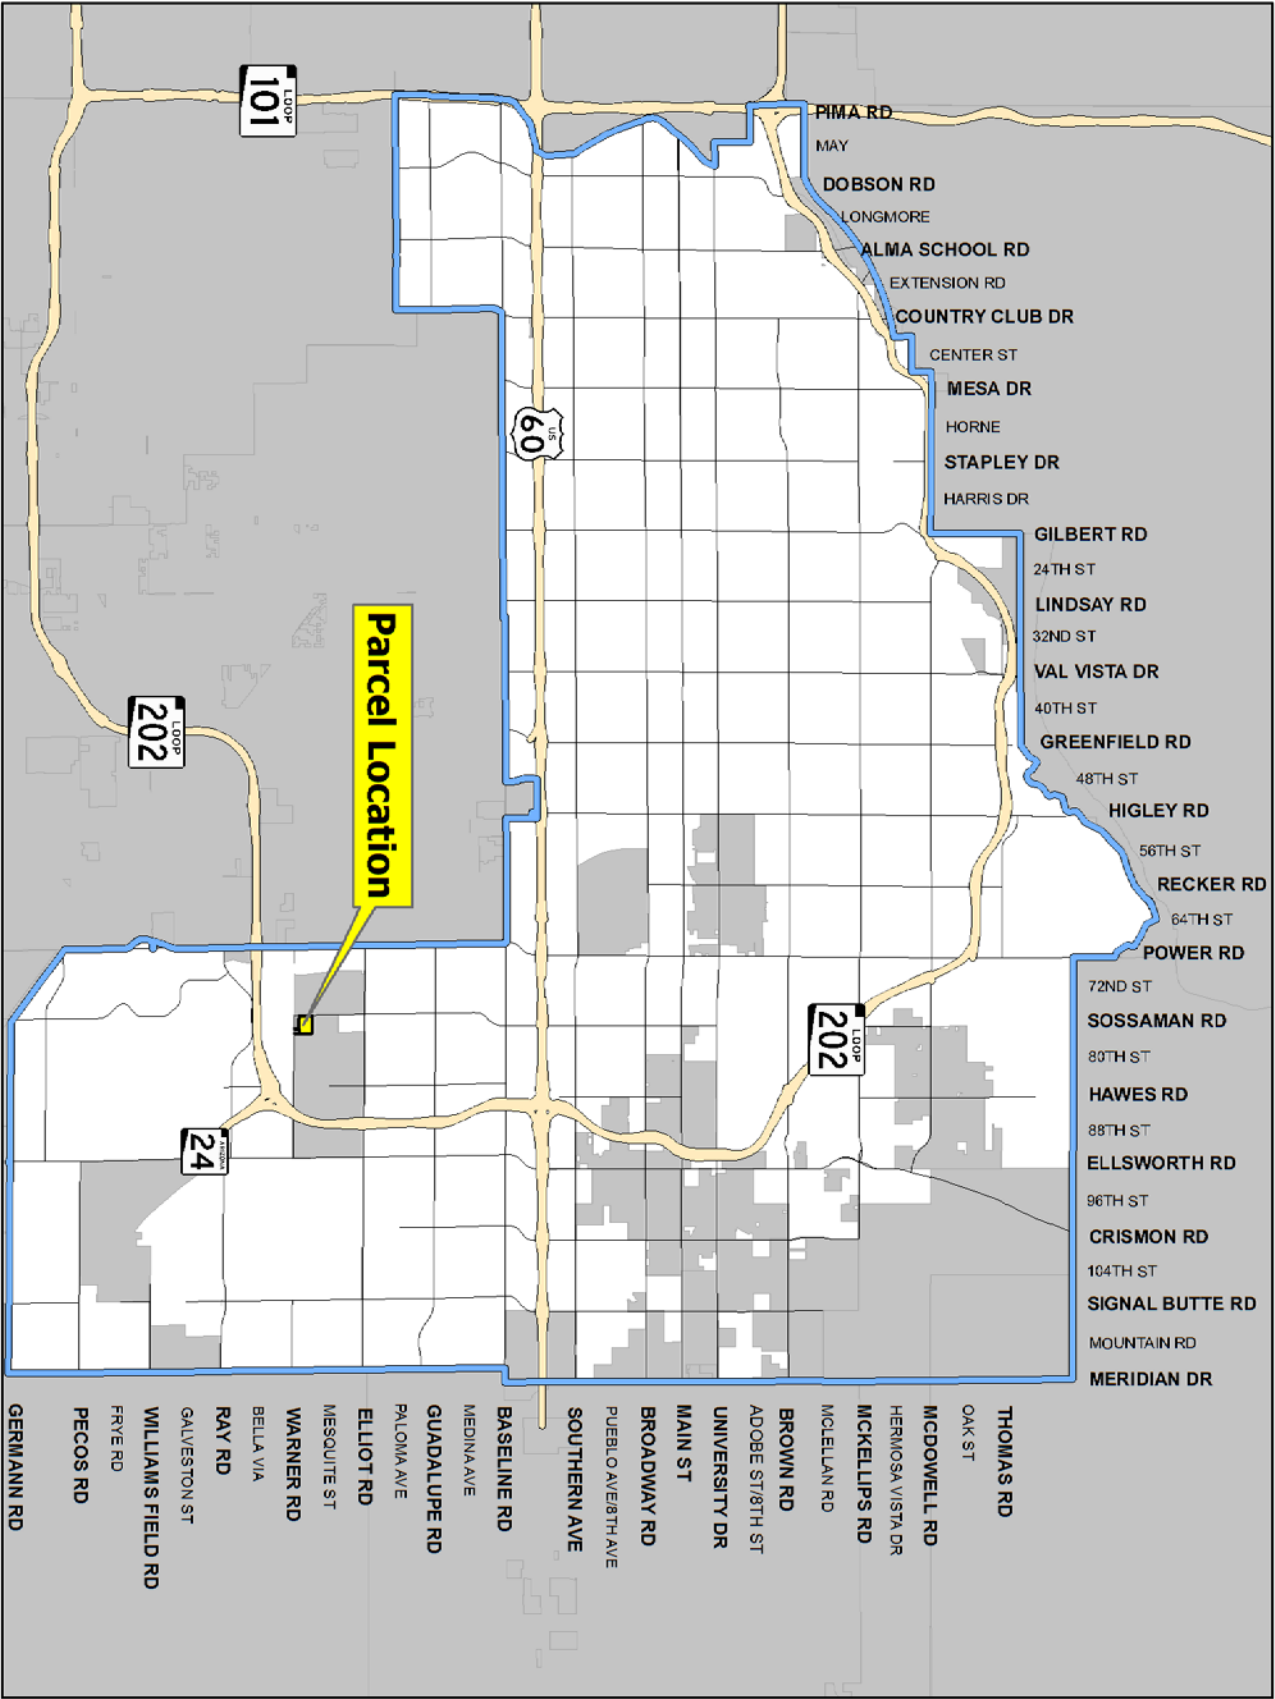 LOOP
101
US
60
LOOP
202
Parcel Location
LOOP
202
ARIZONA
24
PIMA RD
MAY
DOBSON RD
LONGMORE
ALMA SCHOOL RD
EXTENSION RD
COUNTRY CLUB DR
CENTER ST
MESA DR
HORNE
STAPLEY DR
HARRIS DR
GILBERT RD
24TH ST
LINDSAY RD
32ND ST
VAL VISTA DR
40TH ST
GREENFIELD RD
48TH ST
HIGLEY RD
56TH ST
RECKER RD
64TH ST
POWER RD
72ND ST
SOSSAMAN RD
80TH ST
HAWES RD
88TH ST
ELLSWORTH RD
96TH ST
CRISMON RD
104TH ST
SIGNAL BUTTE RD
MOUNTAIN RD
MERIDIAN DR
GERMANN RD
PECOS RD
FRYE RD
WILLIAMS FIELD RD
GALVESTON ST
RAY RD
BELLA VIA
WARNER RD
MESQUITE ST
ELLIOT RD
PALOMA AVE
GUADALUPE RD
MEDINA AVE
BASELINE RD
SOUTHERN AVE
PUEBLO AVE/8TH AVE
BROADWAY RD
MAIN ST
UNIVERSITY DR
ADOBE ST/8TH ST
BROWN RD
MCLELLAN RD
MCKELLIPS RD
HERMOSA VISTA DR
MCDOWELL RD
OAK ST
THOMAS RD